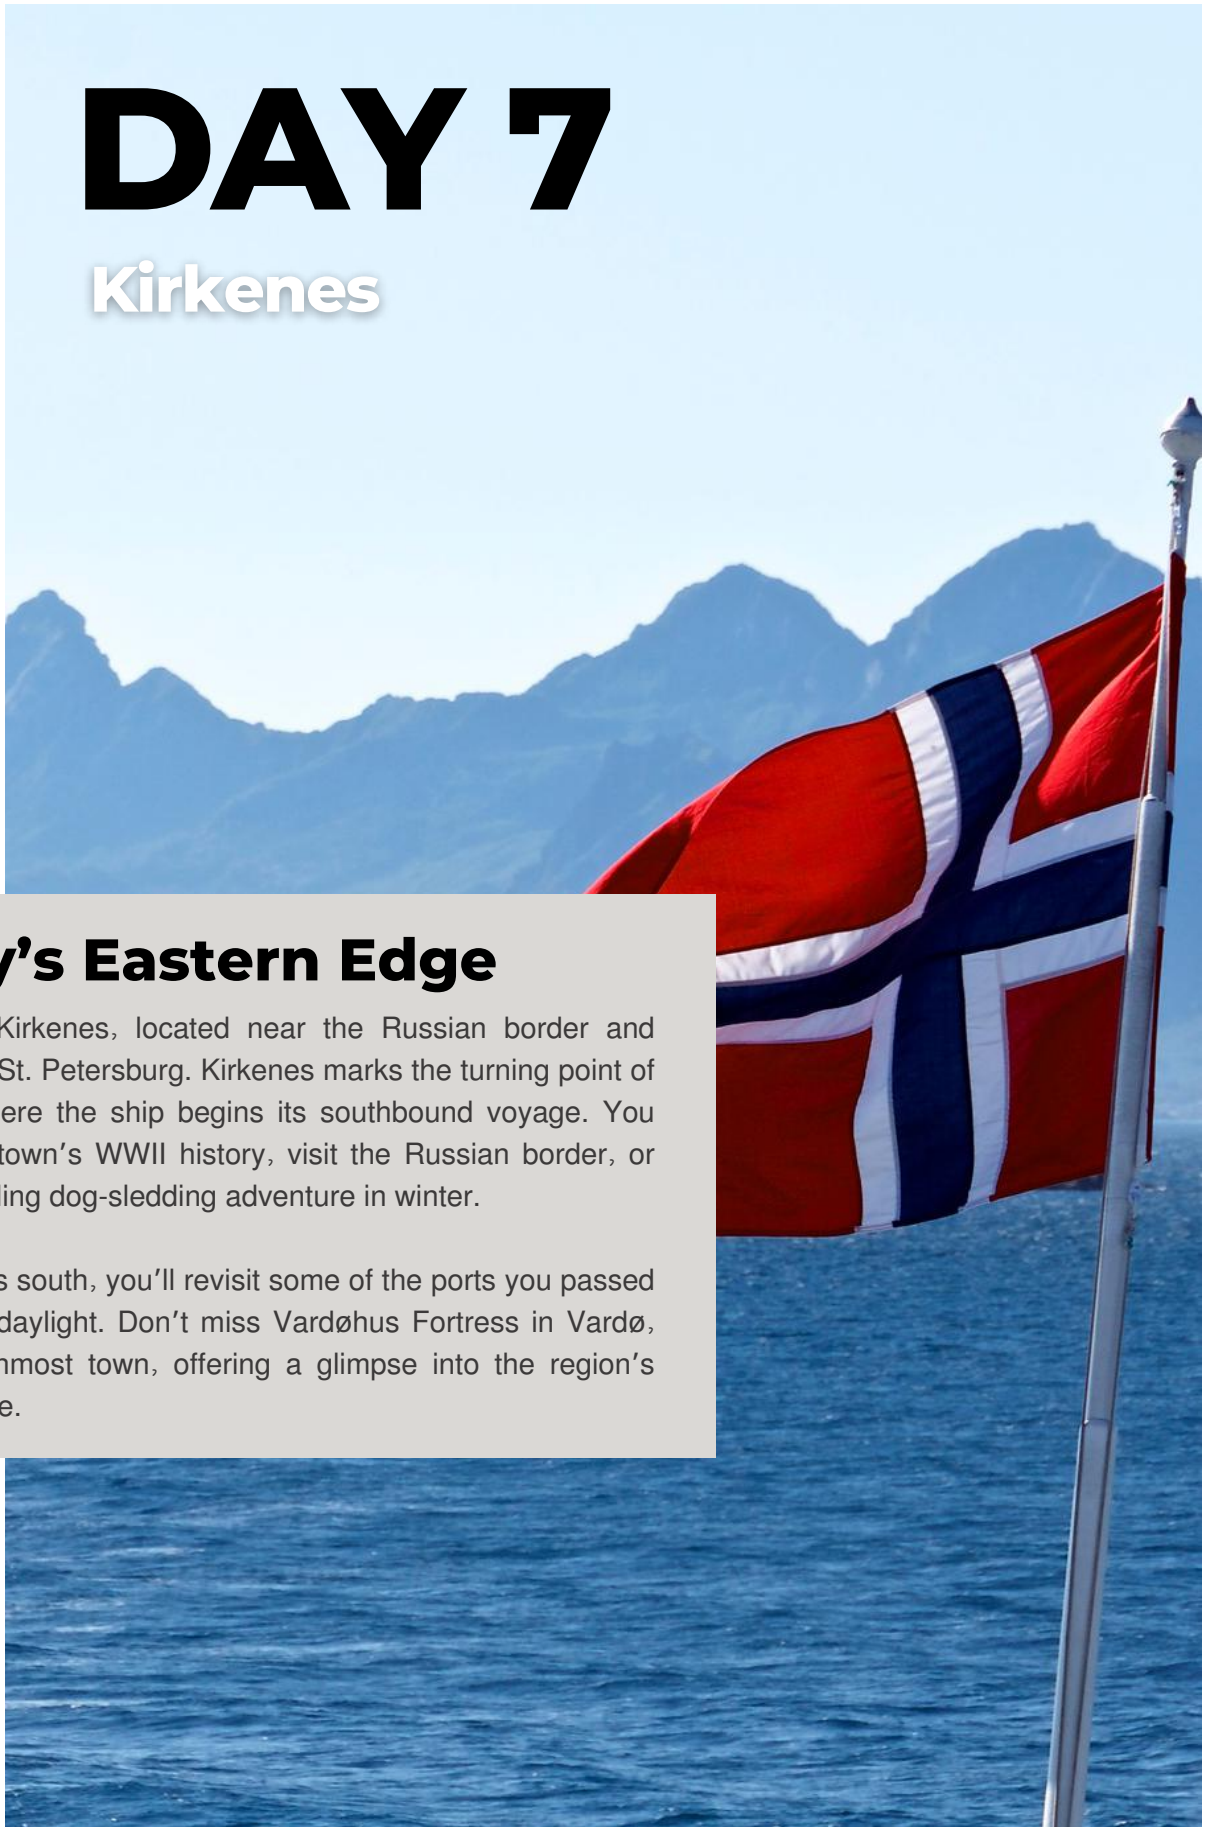 DAY 7
Kirkenes
y’s Eastern Edge
Kirkenes, located near the Russian border and
St. Petersburg. Kirkenes marks the turning point of
ere the ship begins its southbound voyage. You
town’s WWII history, visit the Russian border, or
ling dog-sledding adventure in winter.
s south, you’ll revisit some of the ports you passed
daylight. Don’t miss Vardøhus Fortress in Vardø,
nmost town, offering a glimpse into the region’s
e.